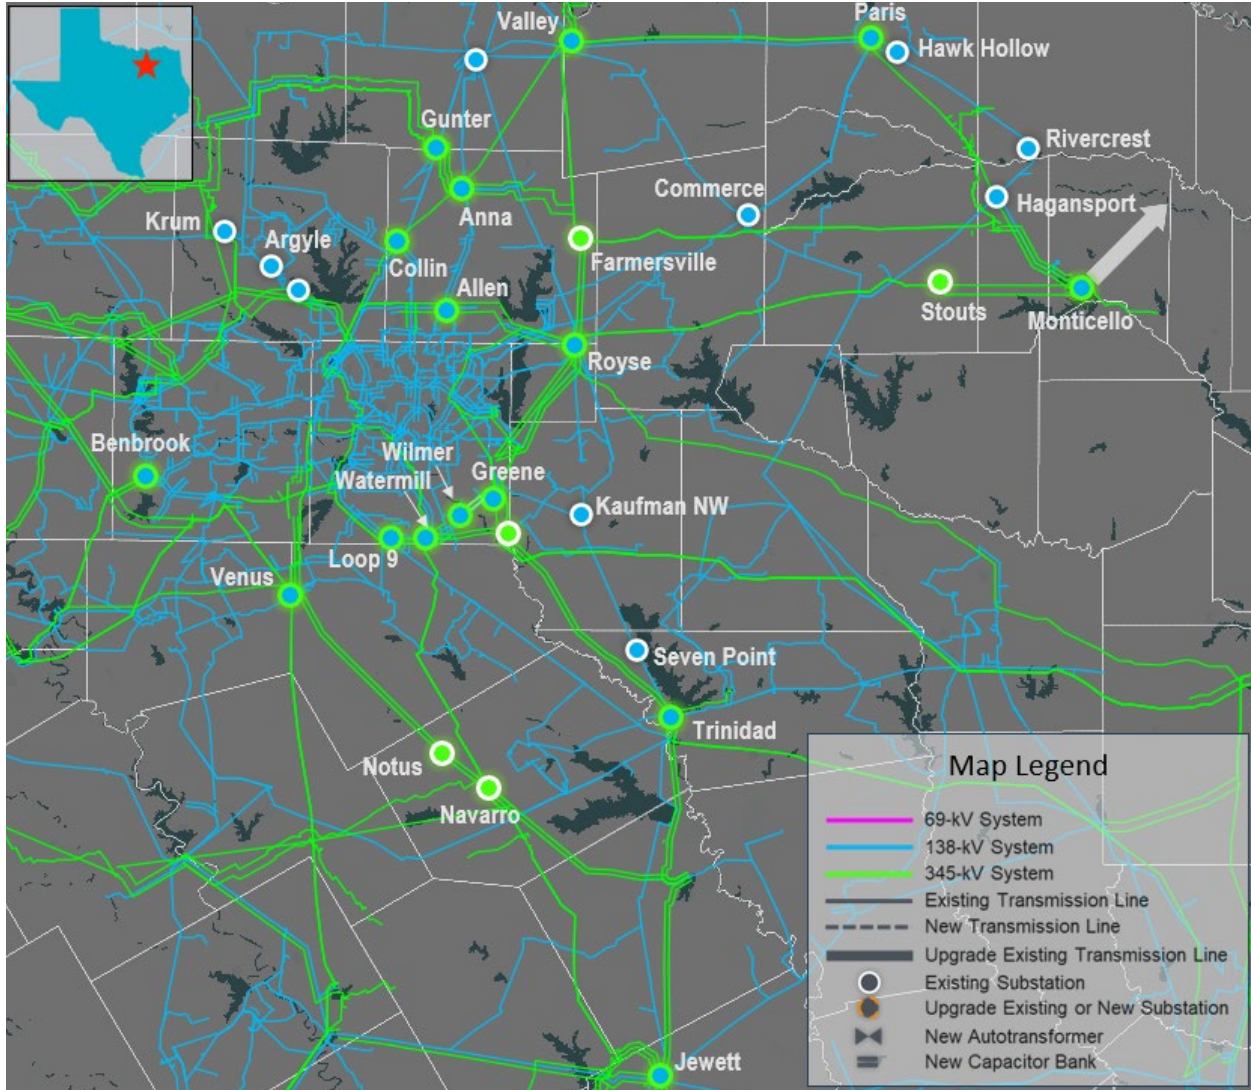 Valley
Paris
Hawk Hollow
Gunter
Rivercrest
Commerce
Krum
Anna
Hagansport
Argyle
Collin
Farmersville
Allen
Stouts
Monticello
Royse
Benbrook
Wilmer
Watermill
Greene
Kaufman NW
Loop 9
Venus
Seven Point
Trinidad
Notus
Navarro
Jewett
Map Legend
69-kV System
138-kV System
345-kV System
Existing Transmission Line
New Transmission Line
Upgrade Existing Transmission Line
Existing Substation
Upgrade Existing or New Substation
New Autotransformer
New Capacitor Bank